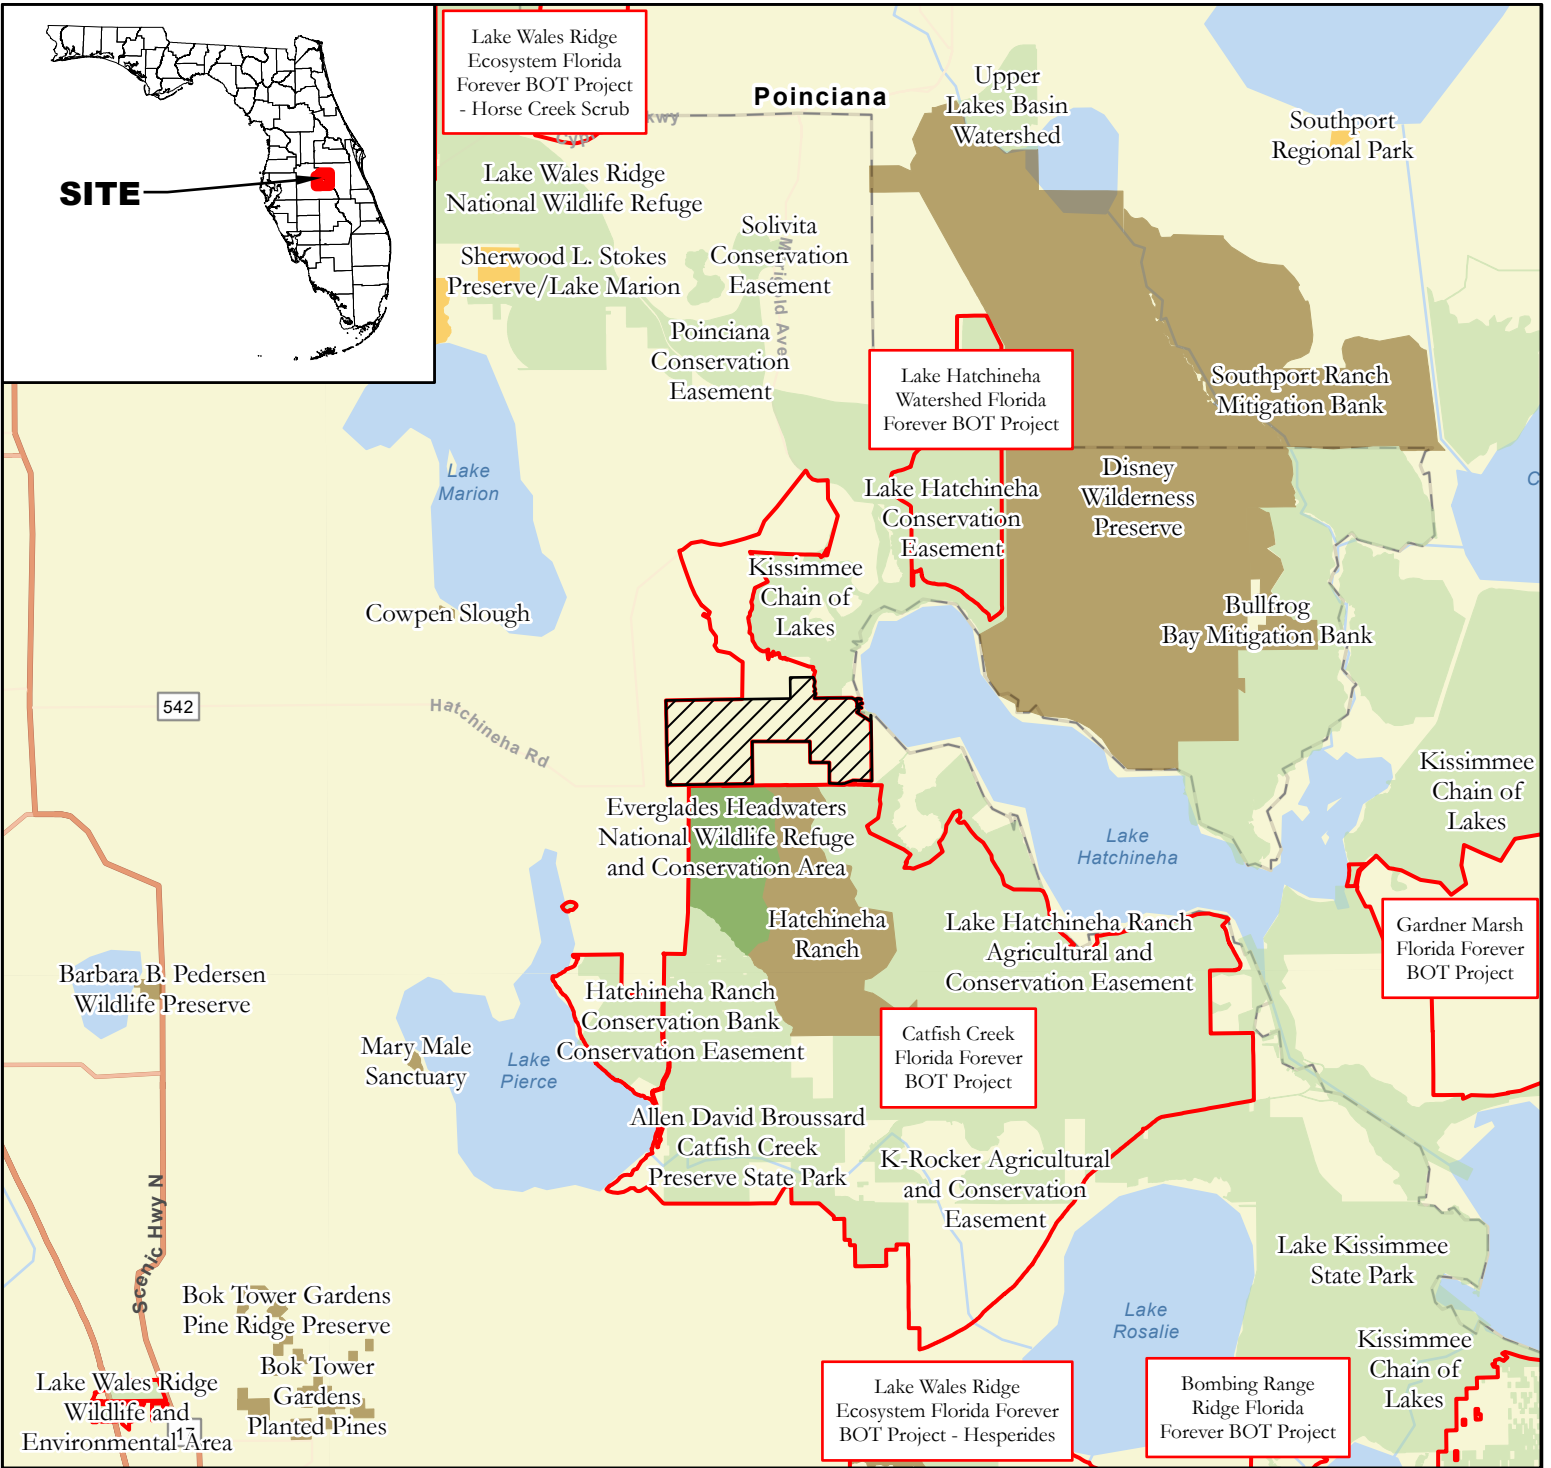 SITE
Lake Wales Ridge
Ecosystem Florida
Forever BOT Project
- Horse Creek Scrub
Poinciana
Upper
Lakes Basin
Watershed
Southport
Regional Park
Lake Wales Ridge
National Wildlife Refuge
Solivita
Conservation
Easement
Sherwood L. Stokes
Preserve/Lake Marion
Poinciana
Conservation
Easement
Lake Hatchineha
Watershed Florida
Forever BOT Project
Southport Ranch
Mitigation Bank
Lake
Marion
Lake Hatchineha
Conservation
Easement
Disney
Wilderness
Preserve
Kissimmee
Chain of
Lakes
Cowpen Slough
Bullfrog
Bay Mitigation Bank
542
Hatchineha Rd
Kissimmee
Chain of
Lakes
Everglades Headwaters
National Wildlife Refuge
and Conservation Area
Lake
Hatchineha
Hatchineha
Ranch
Lake Hatchineha Ranch
Agricultural and
Conservation Easement
Gardner Marsh
Florida Forever
BOT Project
Barbara B. Pedersen
Wildlife Preserve
Hatchineha Ranch
Conservation Bank
Conservation Easement
Catfish Creek
Florida Forever
BOT Project
Mary Male
Sanctuary
Lake
Pierce
Allen David Broussard
Catfish Creek
Preserve State Park
K-Rocker Agricultural
and Conservation
Easement
Scenic Hwy N
Lake Kissimmee
State Park
Bok Tower Gardens
Pine Ridge Preserve
Lake
Rosalie
Kissimmee
Chain of
Lakes
Bok Tower
Gardens
Planted Pines
Lake Wales Ridge
Wildlife and
Environmental Area
17
Lake Wales Ridge
Ecosystem Florida Forever
BOT Project - Hesperides
Bombing Range
Ridge Florida
Forever BOT Project